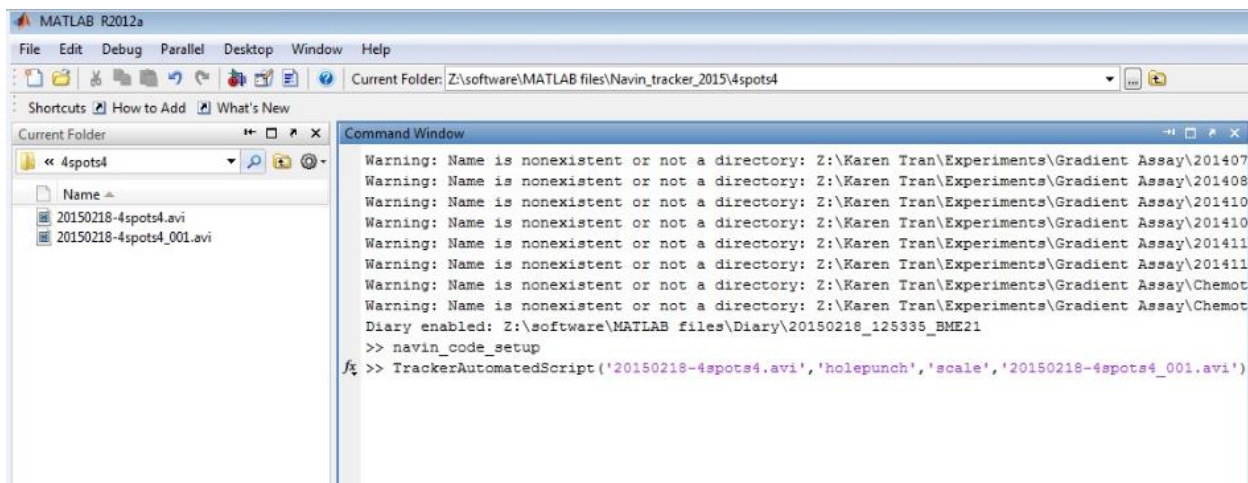 MATLAB R2012a
File Edit Debug Parallel Desktop Window Help
Current Folder: Z:\software\MATLAB files\Navin_tracker_2015\4spots4
Shortcuts How to Add What's New
Current Folder
« 4spots4
Name
20150218-4spots4.avi
20150218-4spots4_001.avi
Command Window
Warning: Name is nonexistent or not a directory: Z:\Karen Tran\Experiments\Gradient Assay\201407
Warning: Name is nonexistent or not a directory: Z:\Karen Tran\Experiments\Gradient Assay\201408
Warning: Name is nonexistent or not a directory: Z:\Karen Tran\Experiments\Gradient Assay\201410
Warning: Name is nonexistent or not a directory: Z:\Karen Tran\Experiments\Gradient Assay\201410
Warning: Name is nonexistent or not a directory: Z:\Karen Tran\Experiments\Gradient Assay\201411
Warning: Name is nonexistent or not a directory: Z:\Karen Tran\Experiments\Gradient Assay\201411
Warning: Name is nonexistent or not a directory: Z:\Karen Tran\Experiments\Gradient Assay\Chemot
Warning: Name is nonexistent or not a directory: Z:\Karen Tran\Experiments\Gradient Assay\Chemot
Diary enabled: Z:\software\MATLAB files\Diary\20150218_125335_BME21
>> navin_code_setup
fx >> TrackerAutomatedScript('20150218-4spots4.avi','holepunch','scale','20150218-4spots4_001.avi')